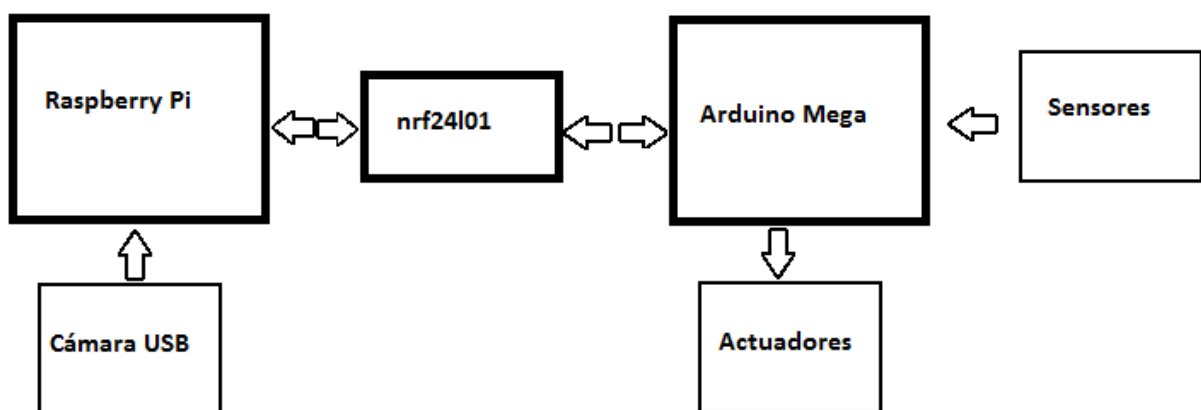 Raspberry Pi
nrf24l01
Arduino Mega
Sensores
Cámara USB
Actuadores